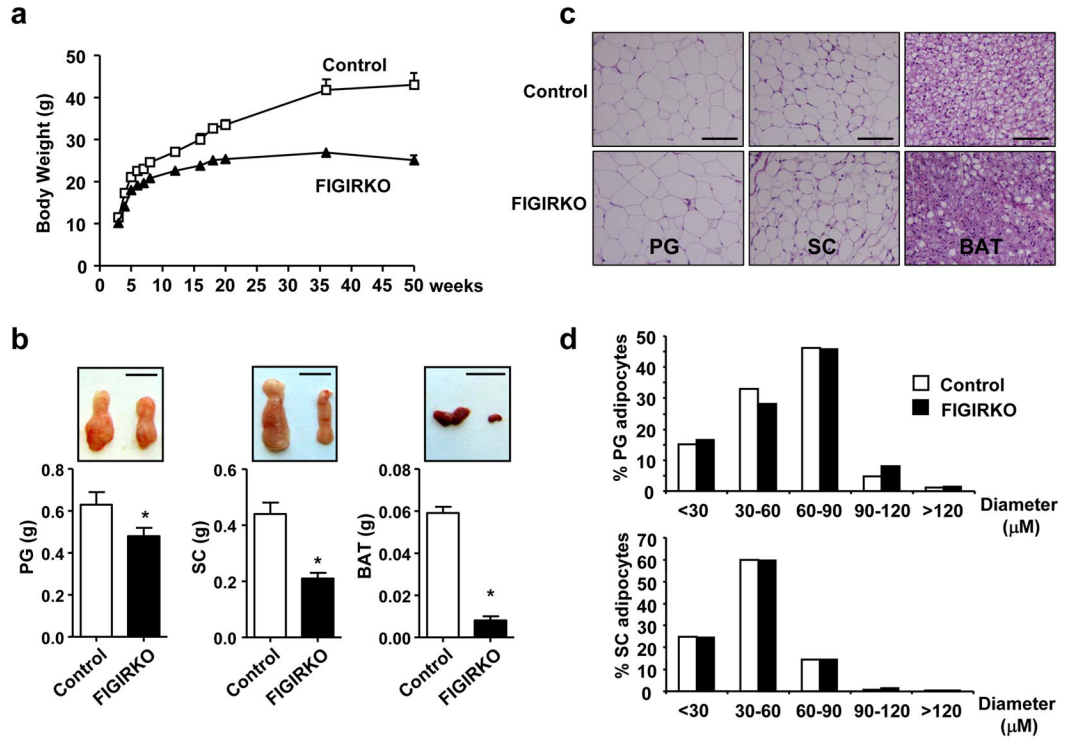 a
50
40
30
20
10
0
Body Weight (g)
Control
FIGIRKO
0 5 10 15 20 25 30 35 40 45 50 weeks
b
0.8
0.6
0.4
0.2
0.0
PG (g)
*
Control
FIGIRKO
0.6
0.4
0.2
0.0
SC (g)
*
Control
FIGIRKO
0.08
0.06
0.04
0.02
0.00
BAT (g)
*
Control
FIGIRKO
c
Control
FIGIRKO
PG
SC
BAT
d
50
40
30
20
10
0
% PG adipocytes
Control
FIGIRKO
<30 30-60 60-90 90-120 >120
Diameter
(μM)
70
60
50
40
30
20
10
0
% SC adipocytes
<30 30-60 60-90 90-120 >120
Diameter
(μM)